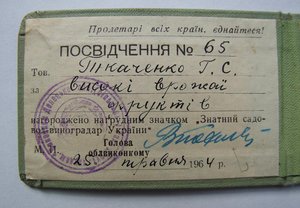 Пролетарі всіх країн, єднайтеся!
ПОСВІДЧЕННЯ № 65
Тов. Ткаченко Г. С.
за високі врожаї
фруктів
нагороджено нагрудним значком "Знатний садо-
вод-виноградар України"
Голова
облвиконкому
М. П.
25. травня 1964 р.